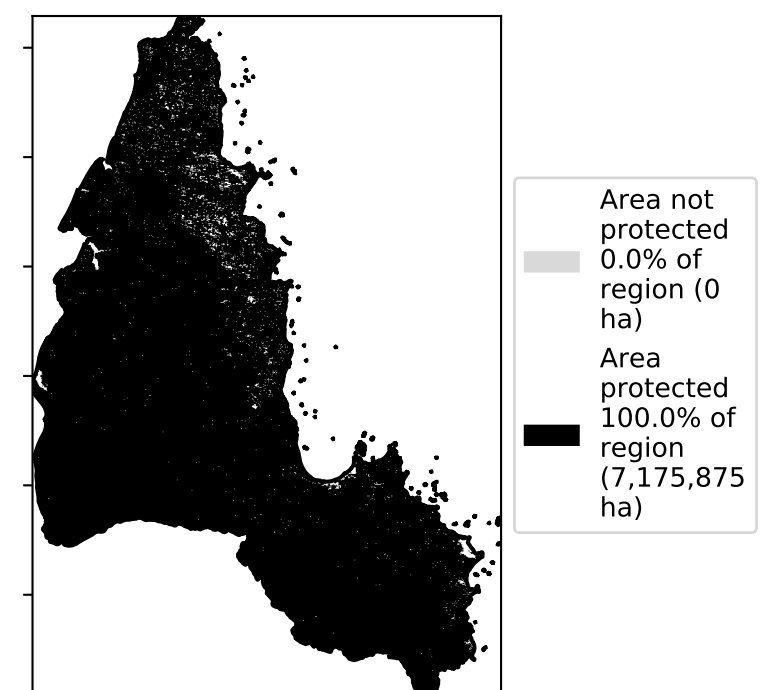 Area not
protected
0.0% of
region (0
ha)
Area
protected
100.0% of
region
(7,175,875
ha)